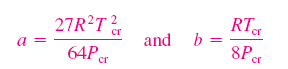 a = 27R²T²cr / 64Pcr and b = RTcr / 8Pcr